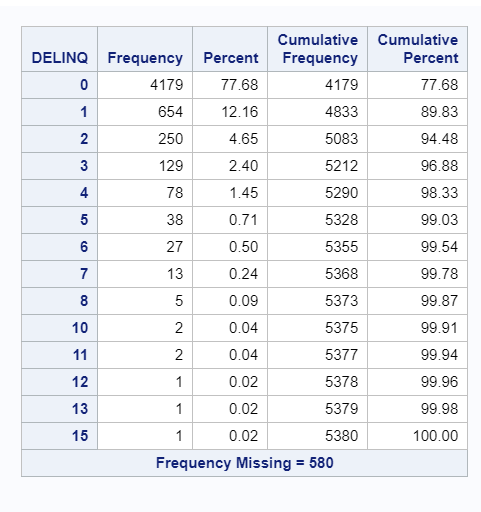 DELINQ Frequency Percent Cumulative Frequency Cumulative Percent
0 4179 77.68 4179 77.68
1 654 12.16 4833 89.83
2 250 4.65 5083 94.48
3 129 2.40 5212 96.88
4 78 1.45 5290 98.33
5 38 0.71 5328 99.03
6 27 0.50 5355 99.54
7 13 0.24 5368 99.78
8 5 0.09 5373 99.87
10 2 0.04 5375 99.91
11 2 0.04 5377 99.94
12 1 0.02 5378 99.96
13 1 0.02 5379 99.98
15 1 0.02 5380 100.00
Frequency Missing = 580